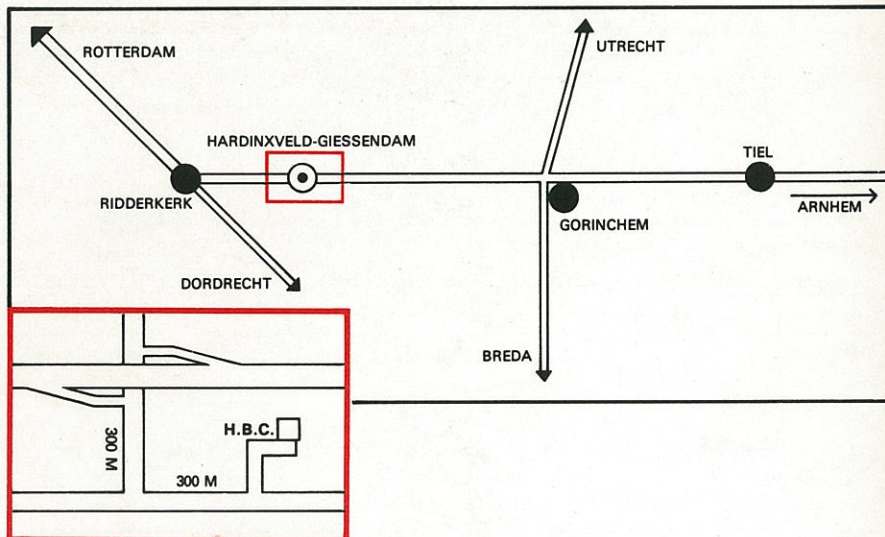 ROTTERDAM
UTRECHT
HARDINXVELD-GIESSENDAM
TIEL
RIDDERKERK
GORINCHEM
ARNHEM
DORDRECHT
BREDA
H.B.C.
300 M
300 M